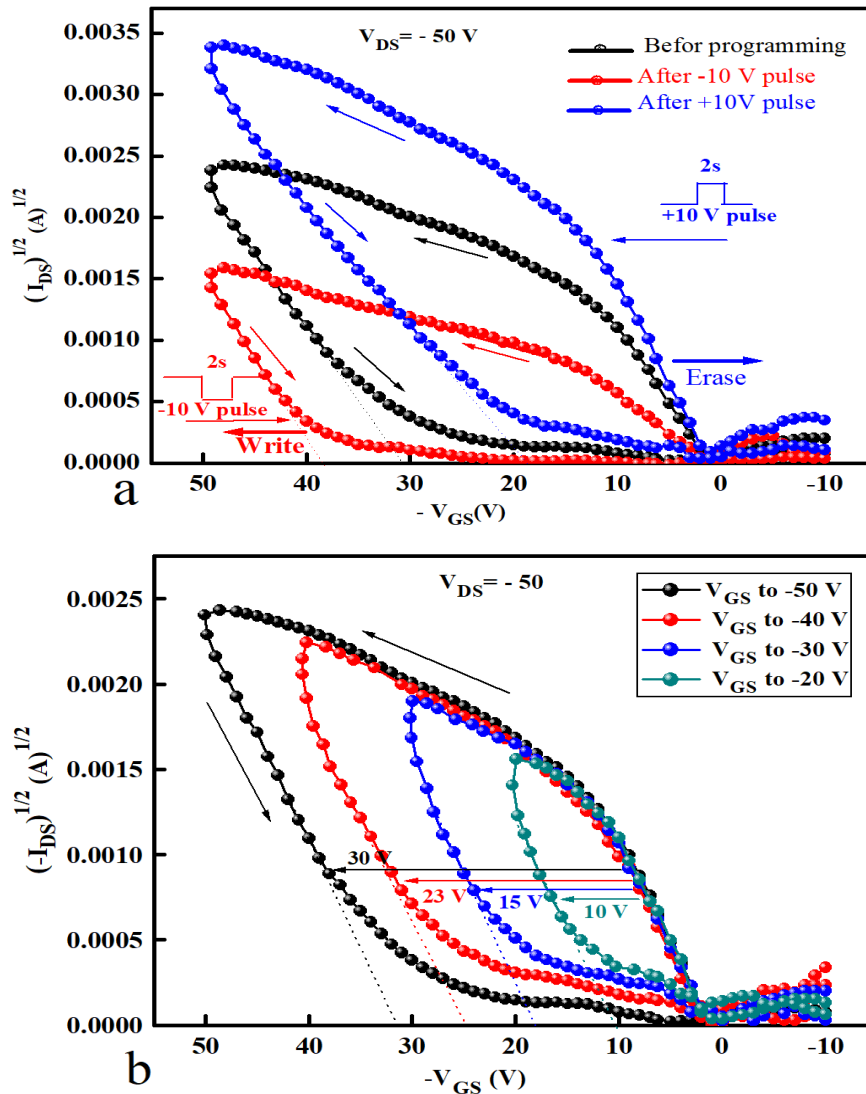 V_DS = - 50 V
Befor programming
After -10 V pulse
After +10V pulse
0.0035
0.0030
0.0025
0.0020
0.0015
0.0010
0.0005
0.0000
(I_DS)^1/2 (A)^1/2
2s
+10 V pulse
Erase
2s
-10 V pulse
Write
a
50 40 30 20 10 0 -10
- V_GS(V)
V_DS= - 50
V_GS to -50 V
V_GS to -40 V
V_GS to -30 V
V_GS to -20 V
0.0025
0.0020
0.0015
0.0010
0.0005
0.0000
(-I_DS)^1/2 (A)^1/2
30 V
23 V
15 V
10 V
b
50 40 30 20 10 0 -10
-V_GS (V)